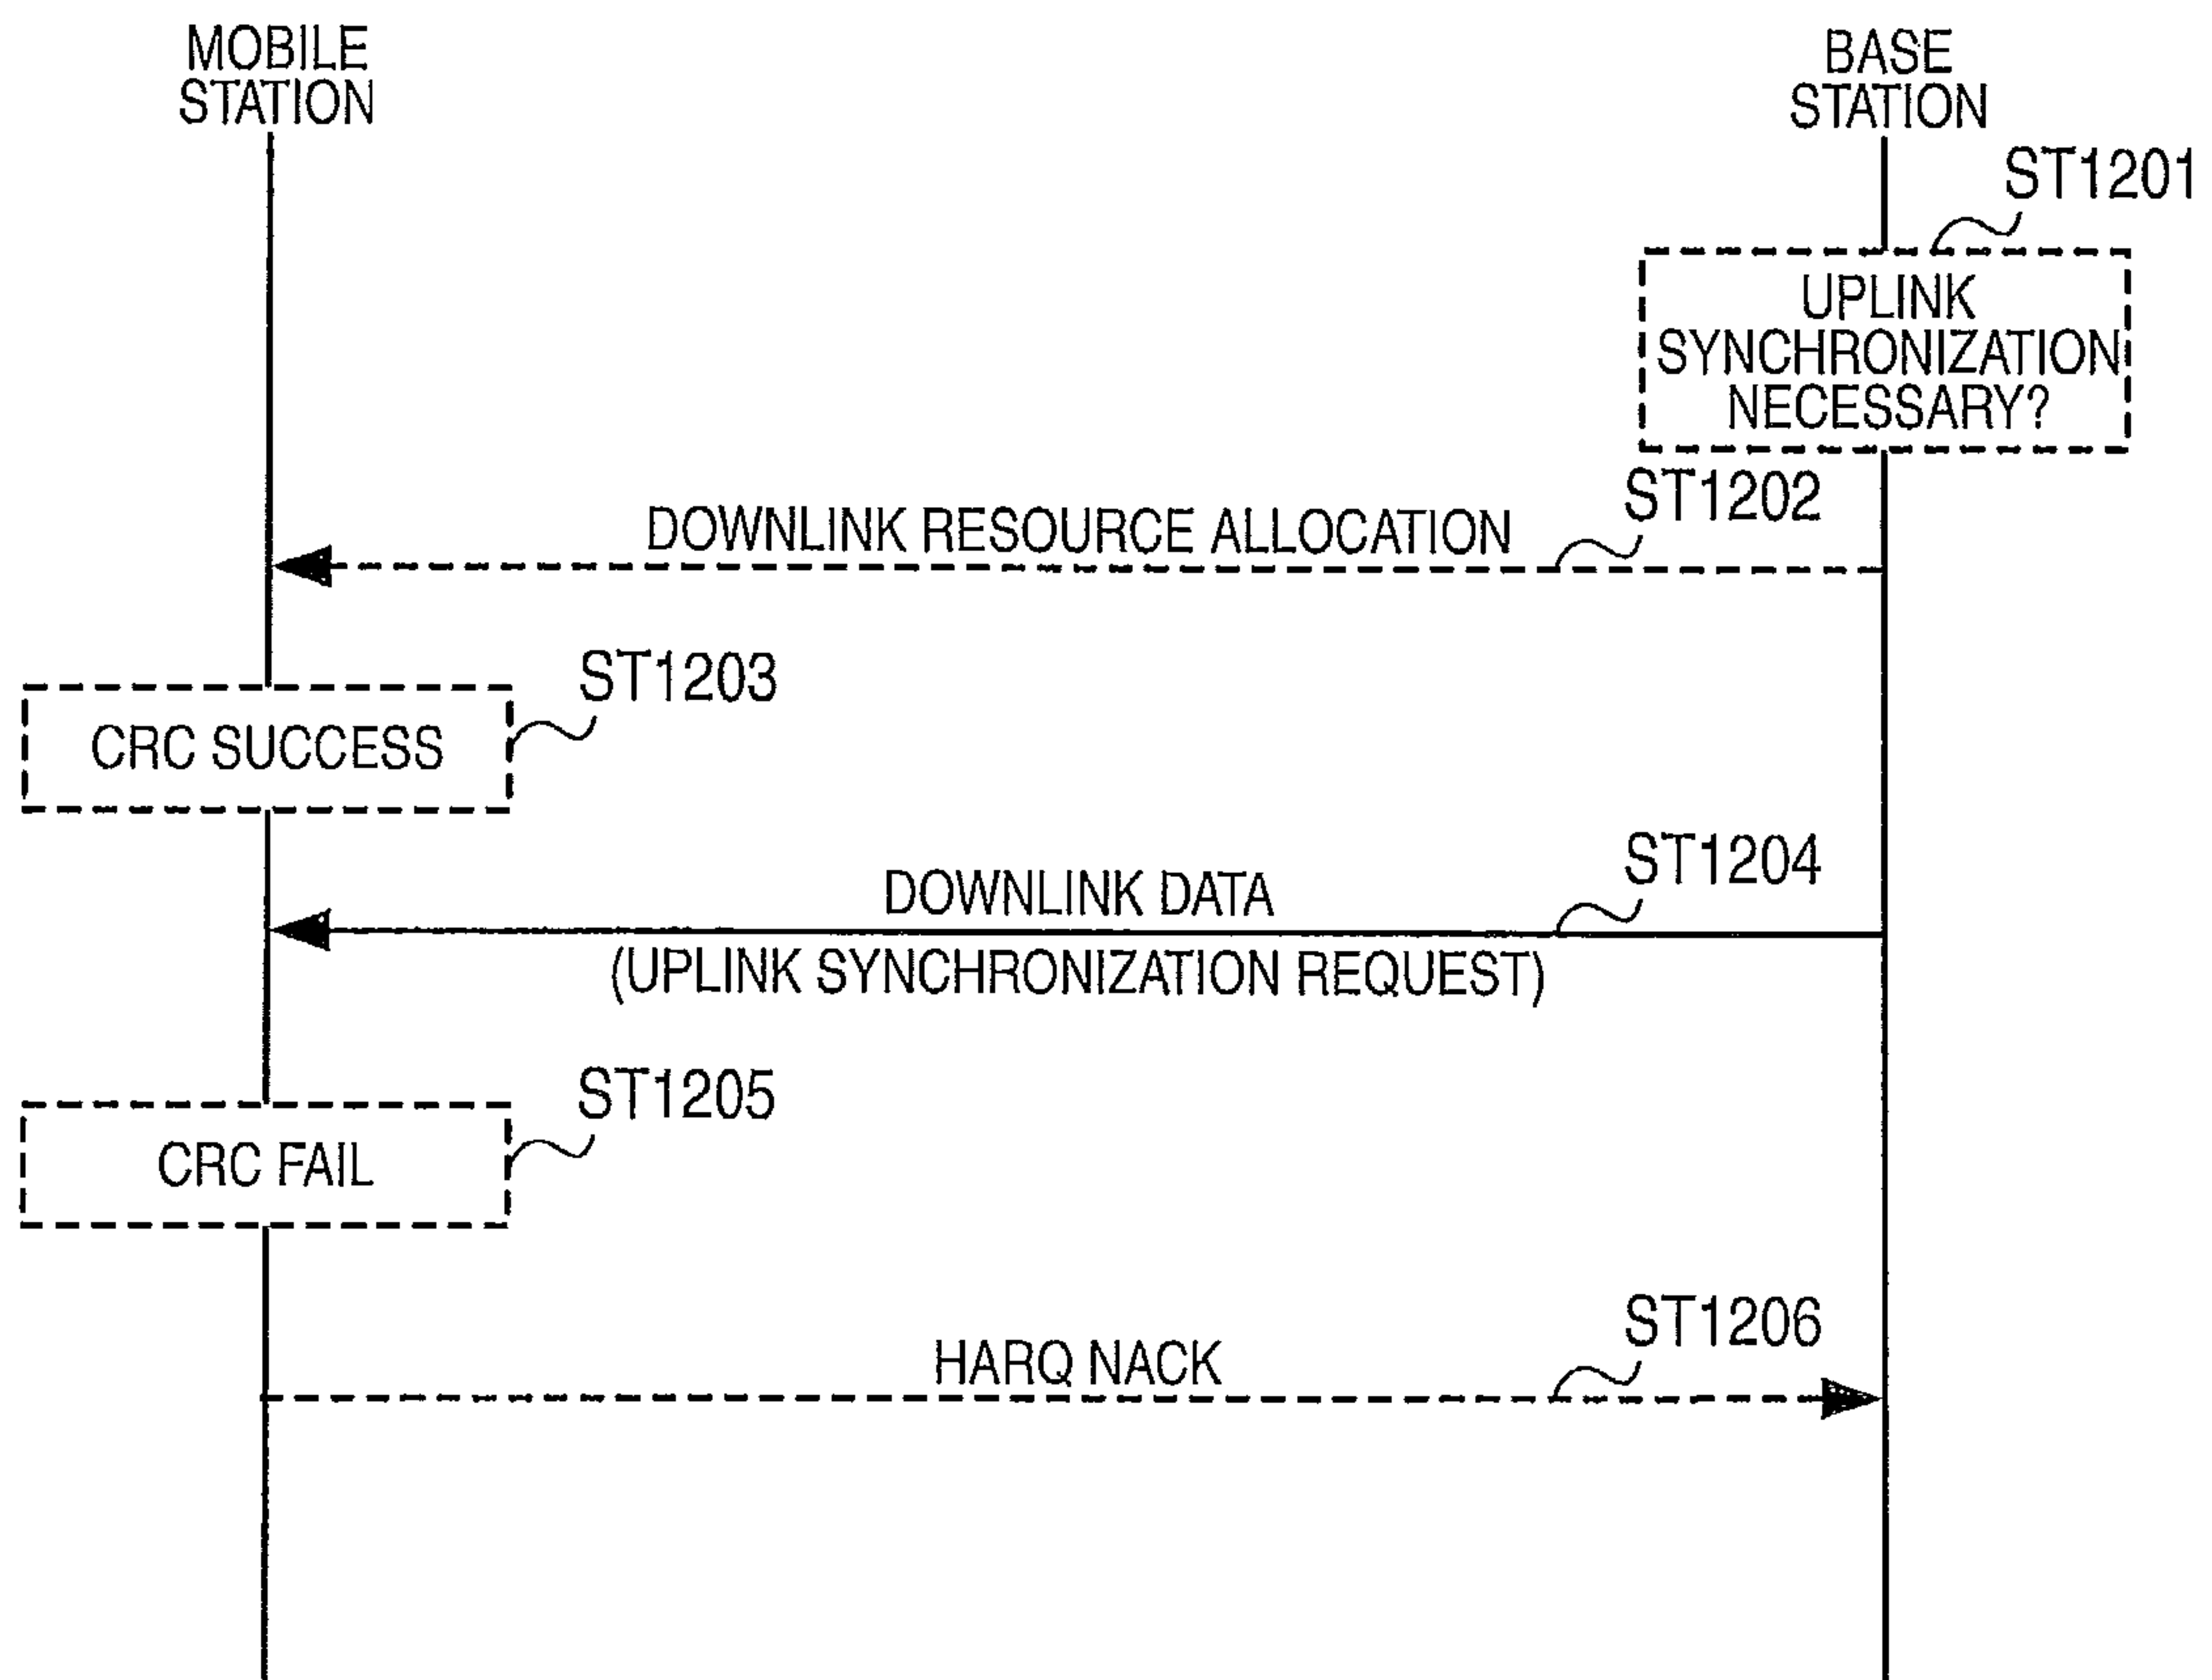 MOBILE
STATION
BASE
STATION
ST1201
UPLINK
SYNCHRONIZATION
NECESSARY?
ST1202
DOWNLINK RESOURCE ALLOCATION
ST1203
CRC SUCCESS
ST1204
DOWNLINK DATA
(UPLINK SYNCHRONIZATION REQUEST)
ST1205
CRC FAIL
ST1206
HARQ NACK